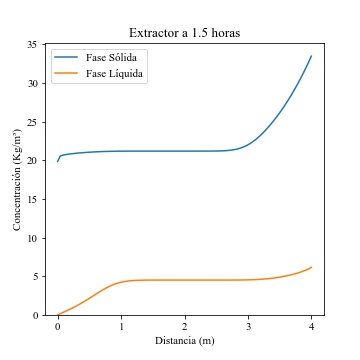 Extractor a 1.5 horas
Fase Sólida
Fase Líquida
35
30
25
20
15
10
5
0
Concentración (Kg/m³)
0 1 2 3 4
Distancia (m)